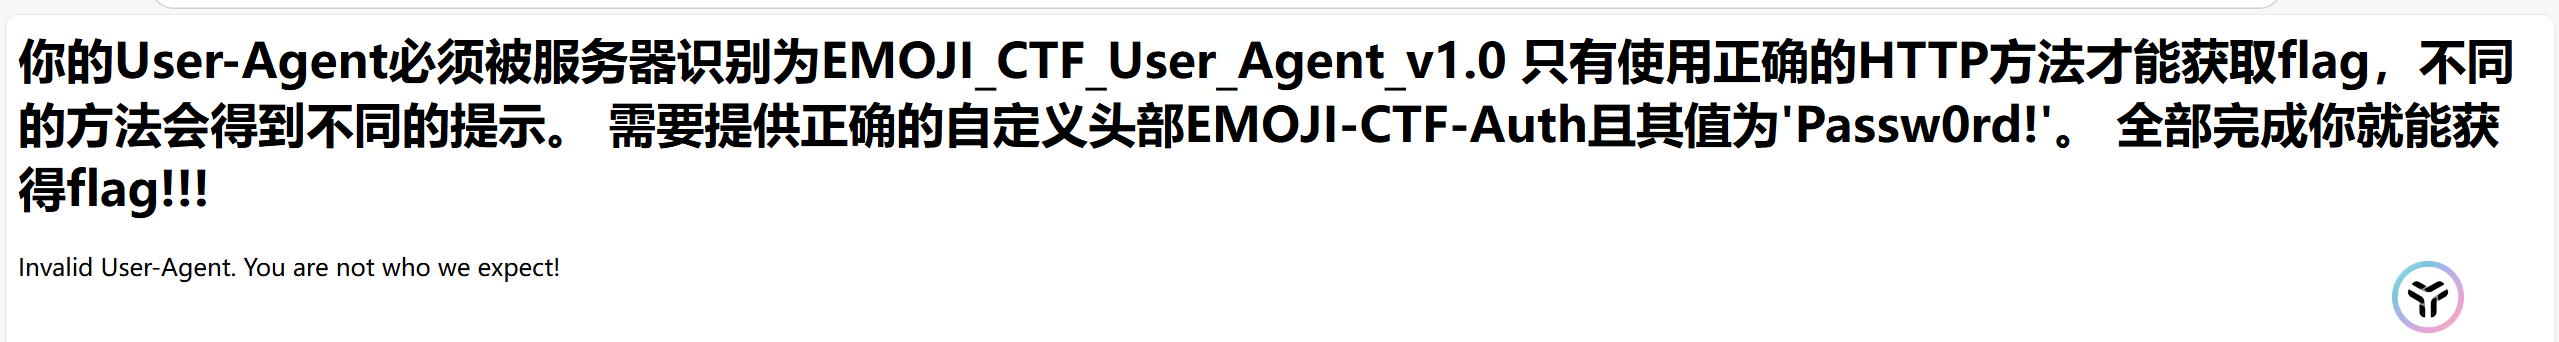 你的User-Agent必须被服务器识别为EMOJI_CTF_User_Agent_v1.0 只有使用正确的HTTP方法才能获取flag，不同
的方法会得到不同的提示。 需要提供正确的自定义头部EMOJI-CTF-Auth且其值为'Passw0rd!'。 全部完成你就能获
得flag!!!
Invalid User-Agent. You are not who we expect!